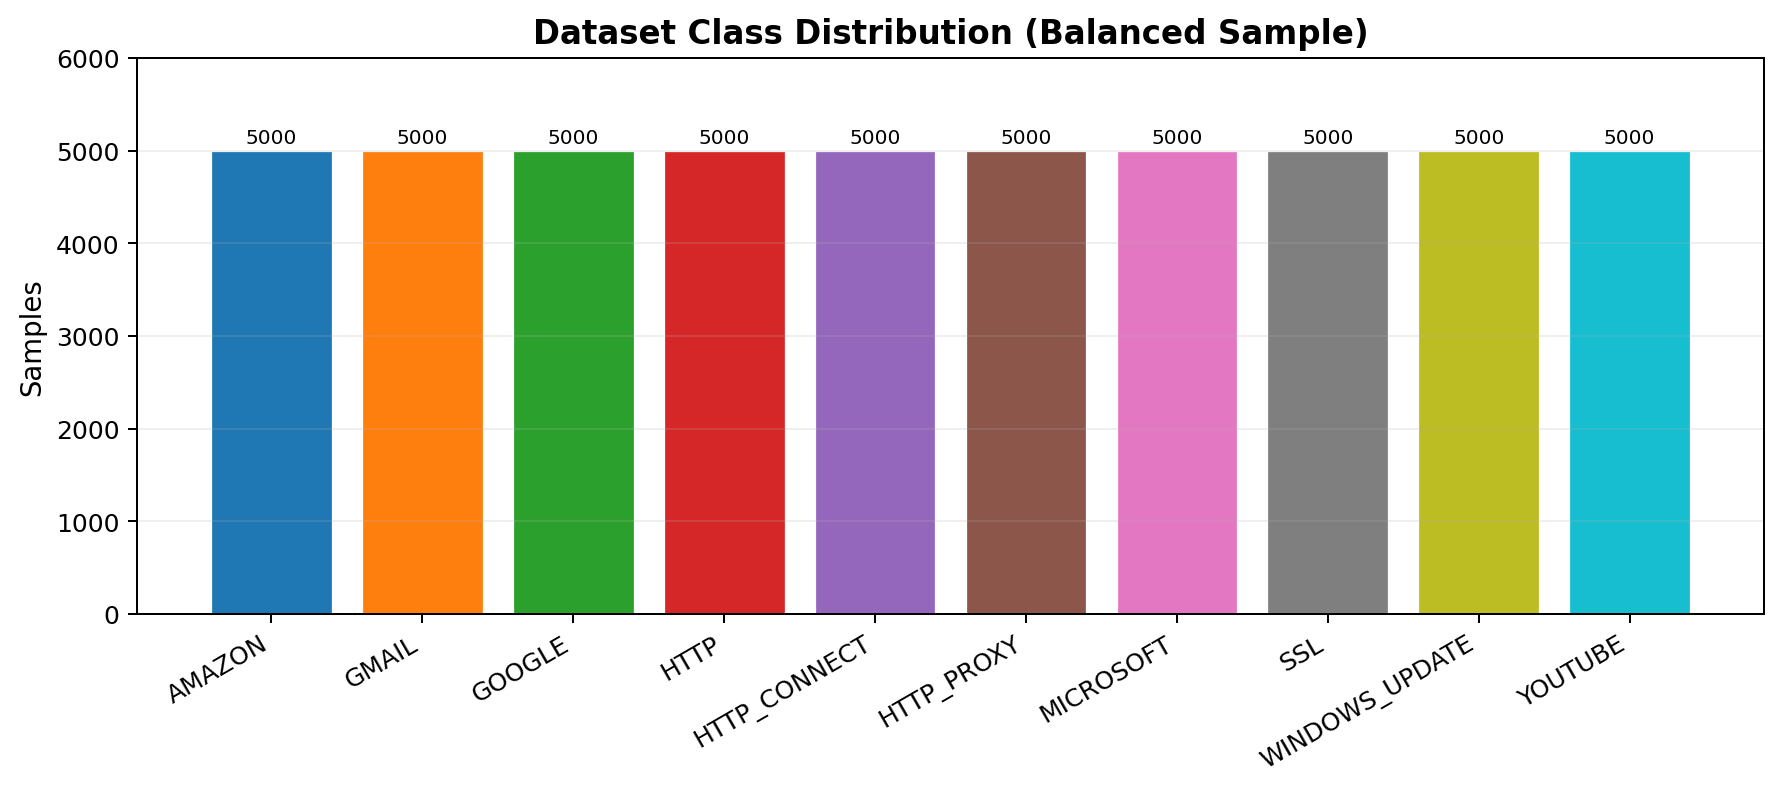 Dataset Class Distribution (Balanced Sample)
6000
5000
4000
3000
2000
1000
0
Samples
5000 5000 5000 5000 5000 5000 5000 5000 5000 5000
AMAZON GMAIL GOOGLE HTTP HTTP_CONNECT HTTP_PROXY MICROSOFT SSL WINDOWS_UPDATE YOUTUBE